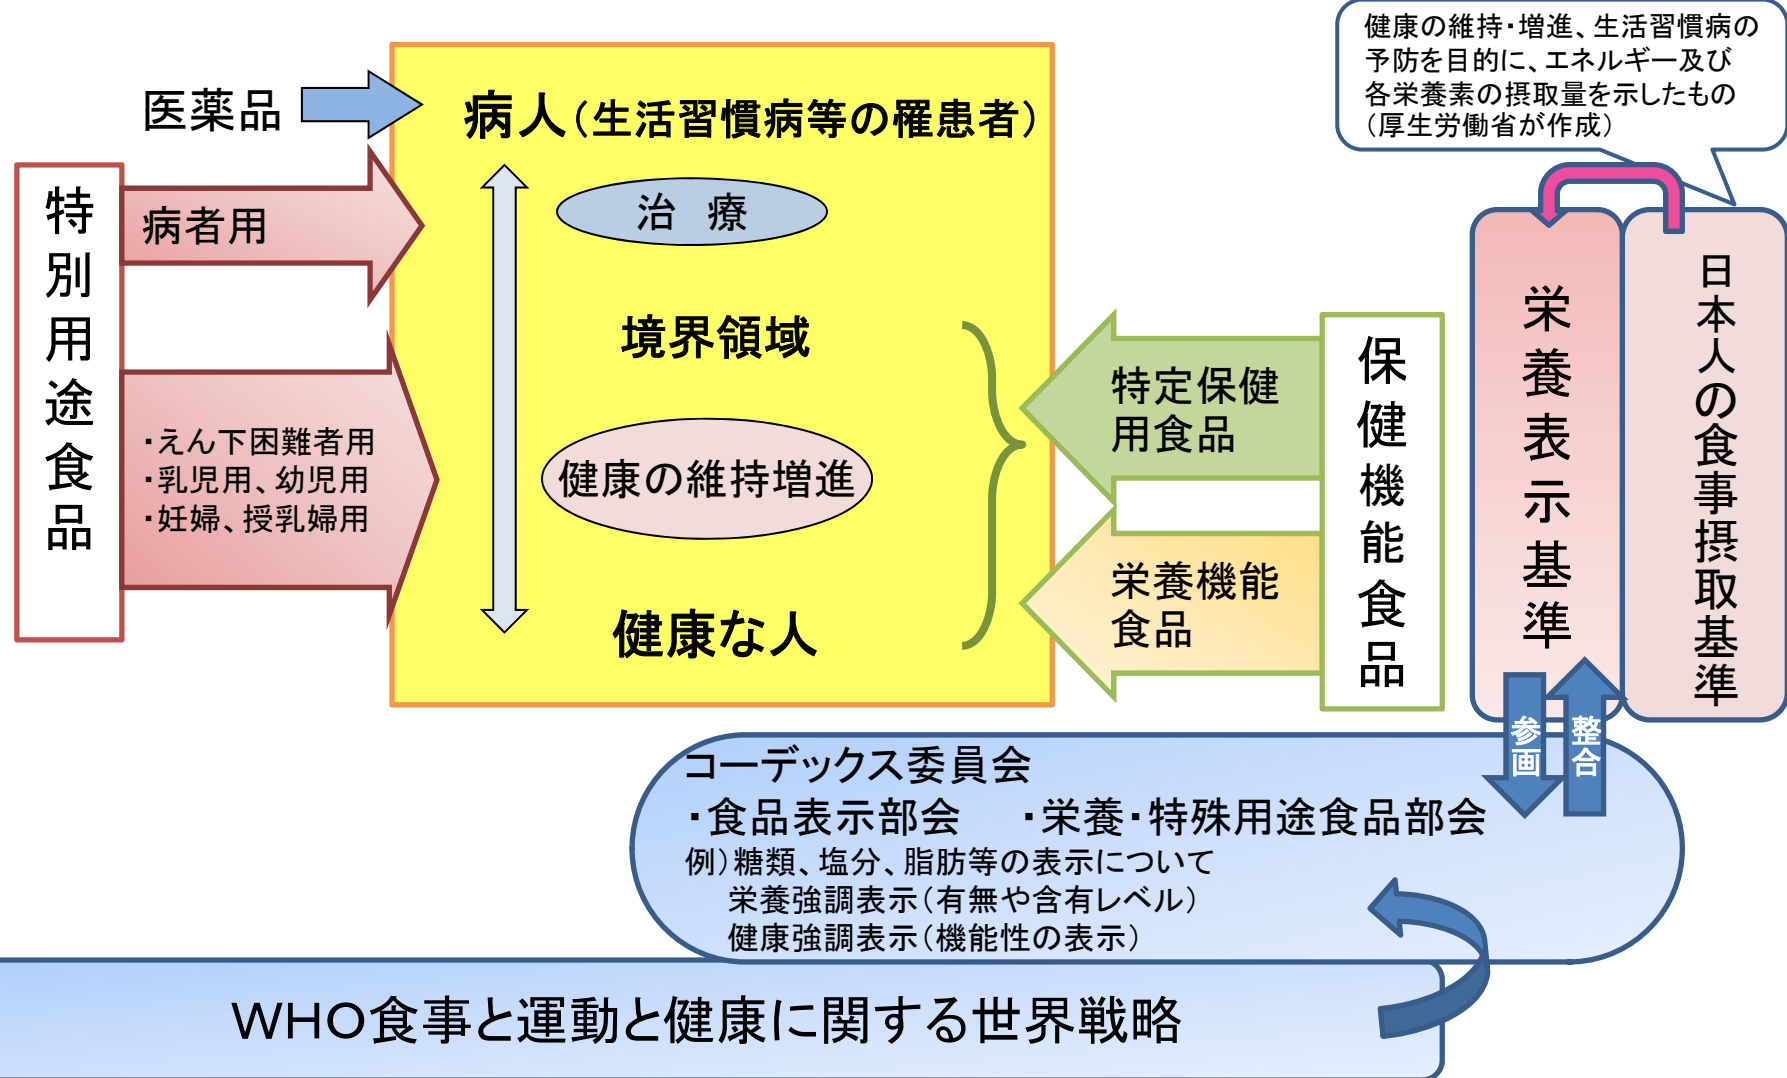 健康の維持・増進、生活習慣病の
予防を目的に、エネルギー及び
各栄養素の摂取量を示したもの
（厚生労働省が作成）
医薬品
病人（生活習慣病等の罹患者）
特別用途食品
病者用
治　療
境界領域
・えん下困難者用
・乳児用、幼児用
・妊婦、授乳婦用
健康の維持増進
健康な人
特定保健
用食品
栄養機能
食品
保健機能食品
栄養表示基準
日本人の食事摂取基準
参画
整合
コーデックス委員会
・食品表示部会　・栄養・特殊用途食品部会
例）糖類、塩分、脂肪等の表示について
栄養強調表示（有無や含有レベル）
健康強調表示（機能性の表示）
WHO食事と運動と健康に関する世界戦略